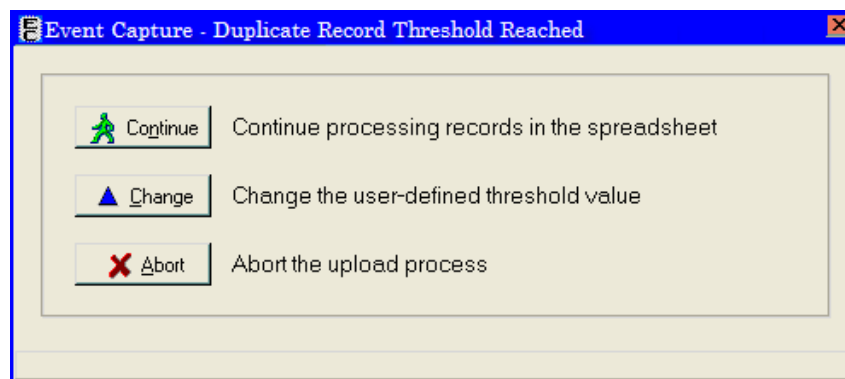 Event Capture - Duplicate Record Threshold Reached
Continue Continue processing records in the spreadsheet
Change Change the user-defined threshold value
Abort Abort the upload process